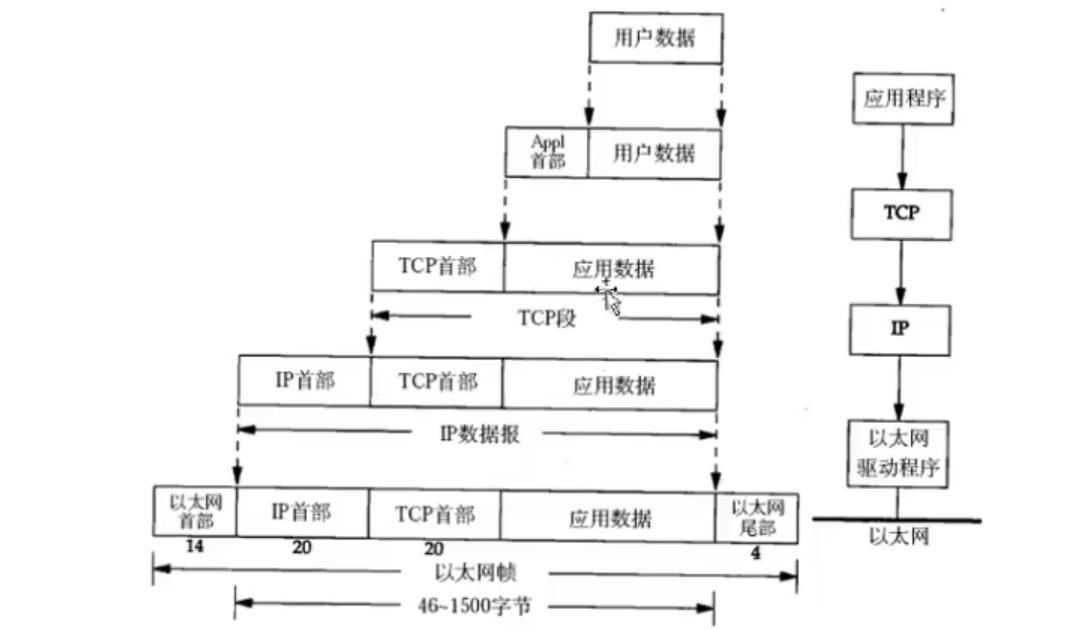 用户数据
应用程序
Appl
首部
用户数据
TCP
TCP首部
应用数据
TCP段
IP
IP首部
TCP首部
应用数据
IP数据报
以太网
驱动程序
以太网
首部
IP首部
TCP首部
应用数据
以太网
尾部
以太网
14
20
20
4
以太网帧
46~1500字节